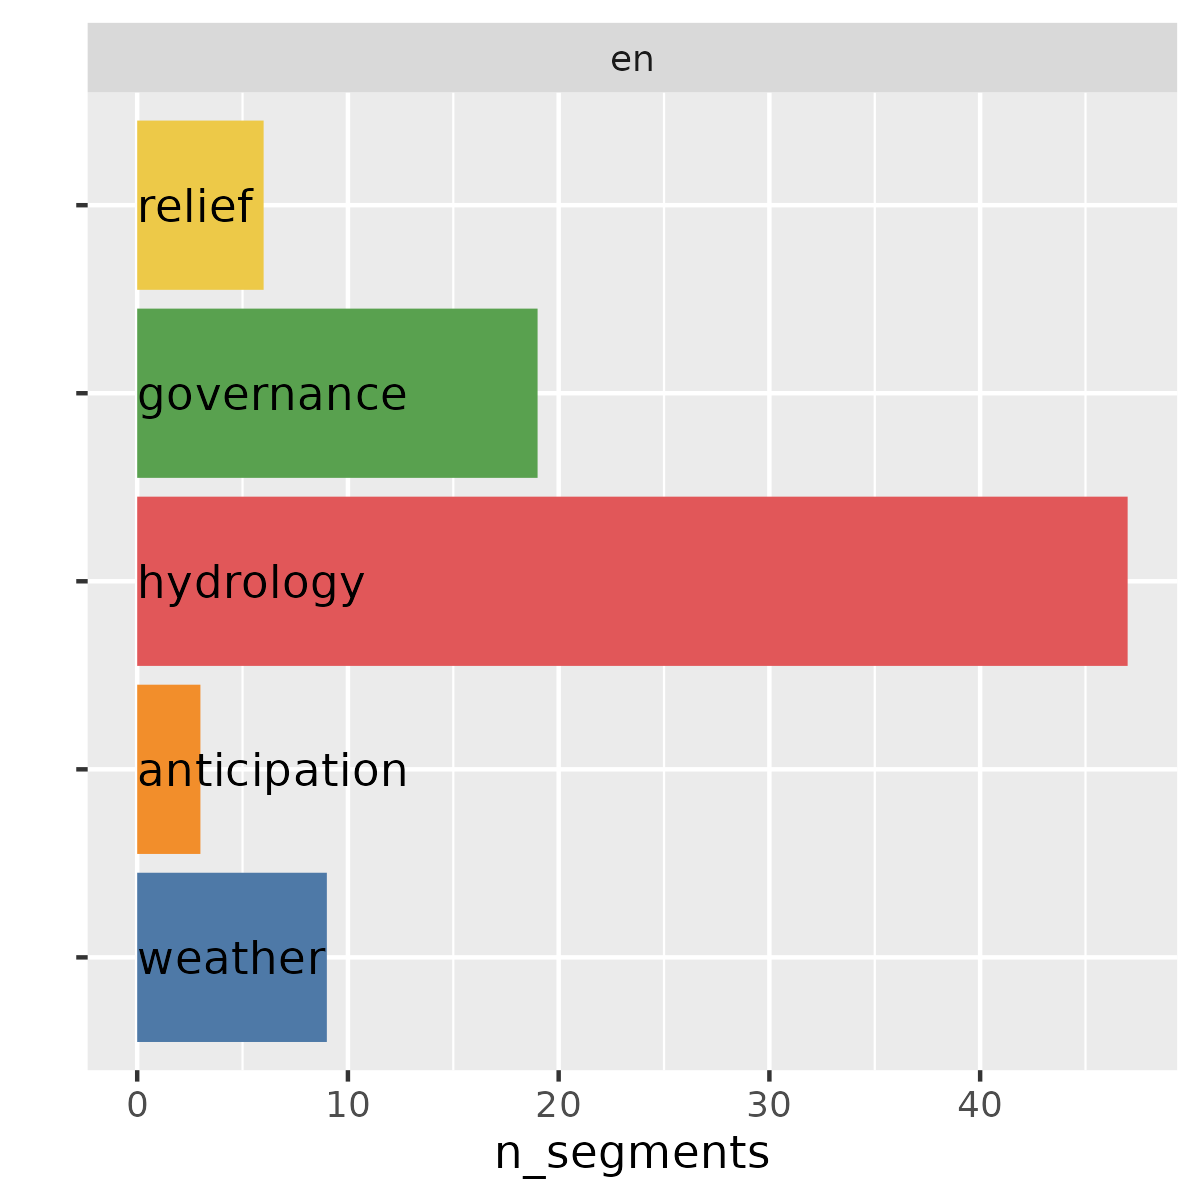 en
relief
governance
hydrology
anticipation
weather
0 10 20 30 40
n_segments